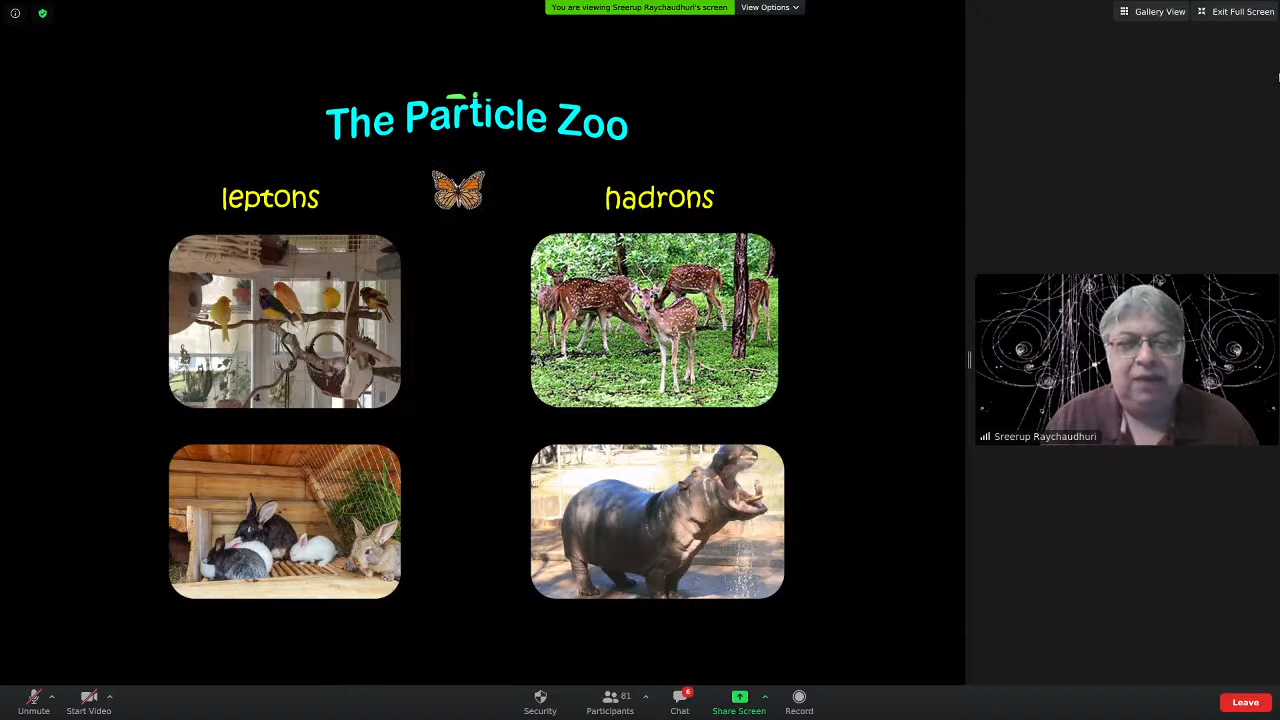 You are viewing Sreerup Raychaudhuri's screen
View Options
Gallery View
Exit Full Screen
The Particle Zoo
leptons
hadrons
Sreerup Raychaudhuri
Unmute
Start Video
Security
Participants
81
Chat
6
Share Screen
Record
Leave